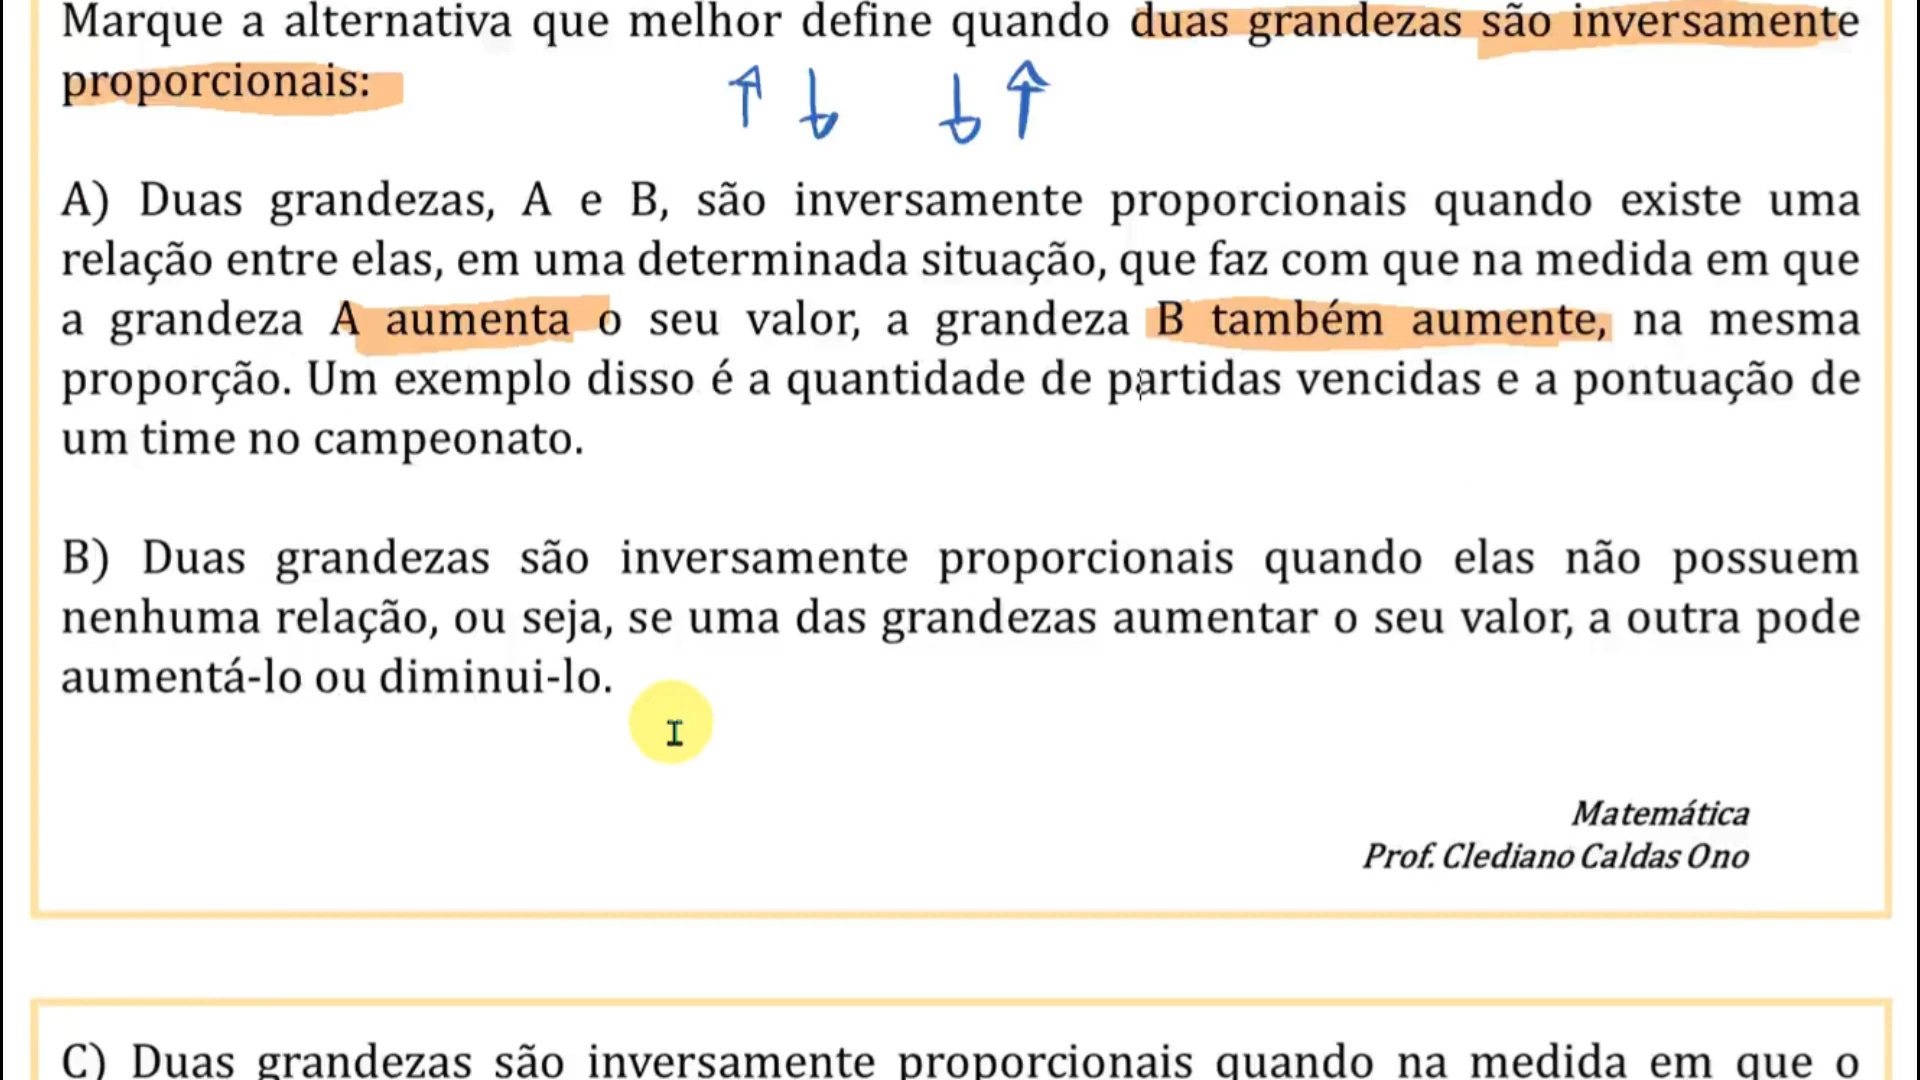 Marque a alternativa que melhor define quando duas grandezas são inversamente
proporcionais:
A) Duas grandezas, A e B, são inversamente proporcionais quando existe uma
relação entre elas, em uma determinada situação, que faz com que na medida em que
a grandeza A aumenta o seu valor, a grandeza B também aumente, na mesma
proporção. Um exemplo disso é a quantidade de partidas vencidas e a pontuação de
um time no campeonato.
B) Duas grandezas são inversamente proporcionais quando elas não possuem
nenhuma relação, ou seja, se uma das grandezas aumentar o seu valor, a outra pode
aumentá-lo ou diminui-lo.
Matemática
Prof. Clediano Caldas Ono
C) Duas grandezas são inversamente proporcionais quando na medida em que o